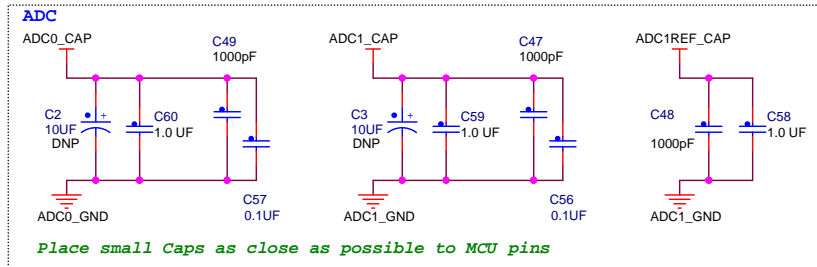 ADC
ADC0_CAP
C49
1000pF
C2
10UF
DNP
+
C60
1.0 UF
C57
0.1UF
ADC0_GND
ADC1_CAP
C47
1000pF
C3
10UF
DNP
+
C59
1.0 UF
C56
0.1UF
ADC1_GND
ADC1REF_CAP
C48
1000pF
C58
1.0 UF
ADC1_GND
Place small Caps as close as possible to MCU pins